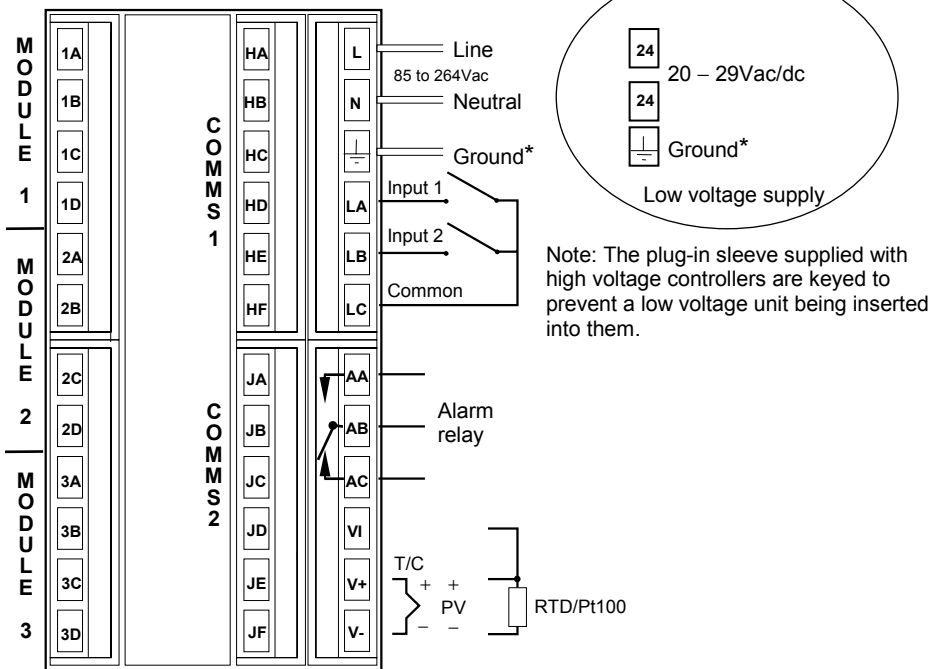 MODULE 1
1A
1B
1C
1D
MODULE 2
2A
2B
2C
2D
MODULE 3
3A
3B
3C
3D
COMMS 1
HA
HB
HC
HD
HE
HF
COMMS 2
JA
JB
JC
JD
JE
JF
L
Line
85 to 264Vac
N
Neutral
Ground*
LA
Input 1
LB
Input 2
LC
Common
AA
AB
AC
Alarm
relay
VI
V+
V-
T/C
+ +
PV
– –
RTD/Pt100
24
20 – 29Vac/dc
24
Ground*
Low voltage supply
Note: The plug-in sleeve supplied with
high voltage controllers are keyed to
prevent a low voltage unit being inserted
into them.